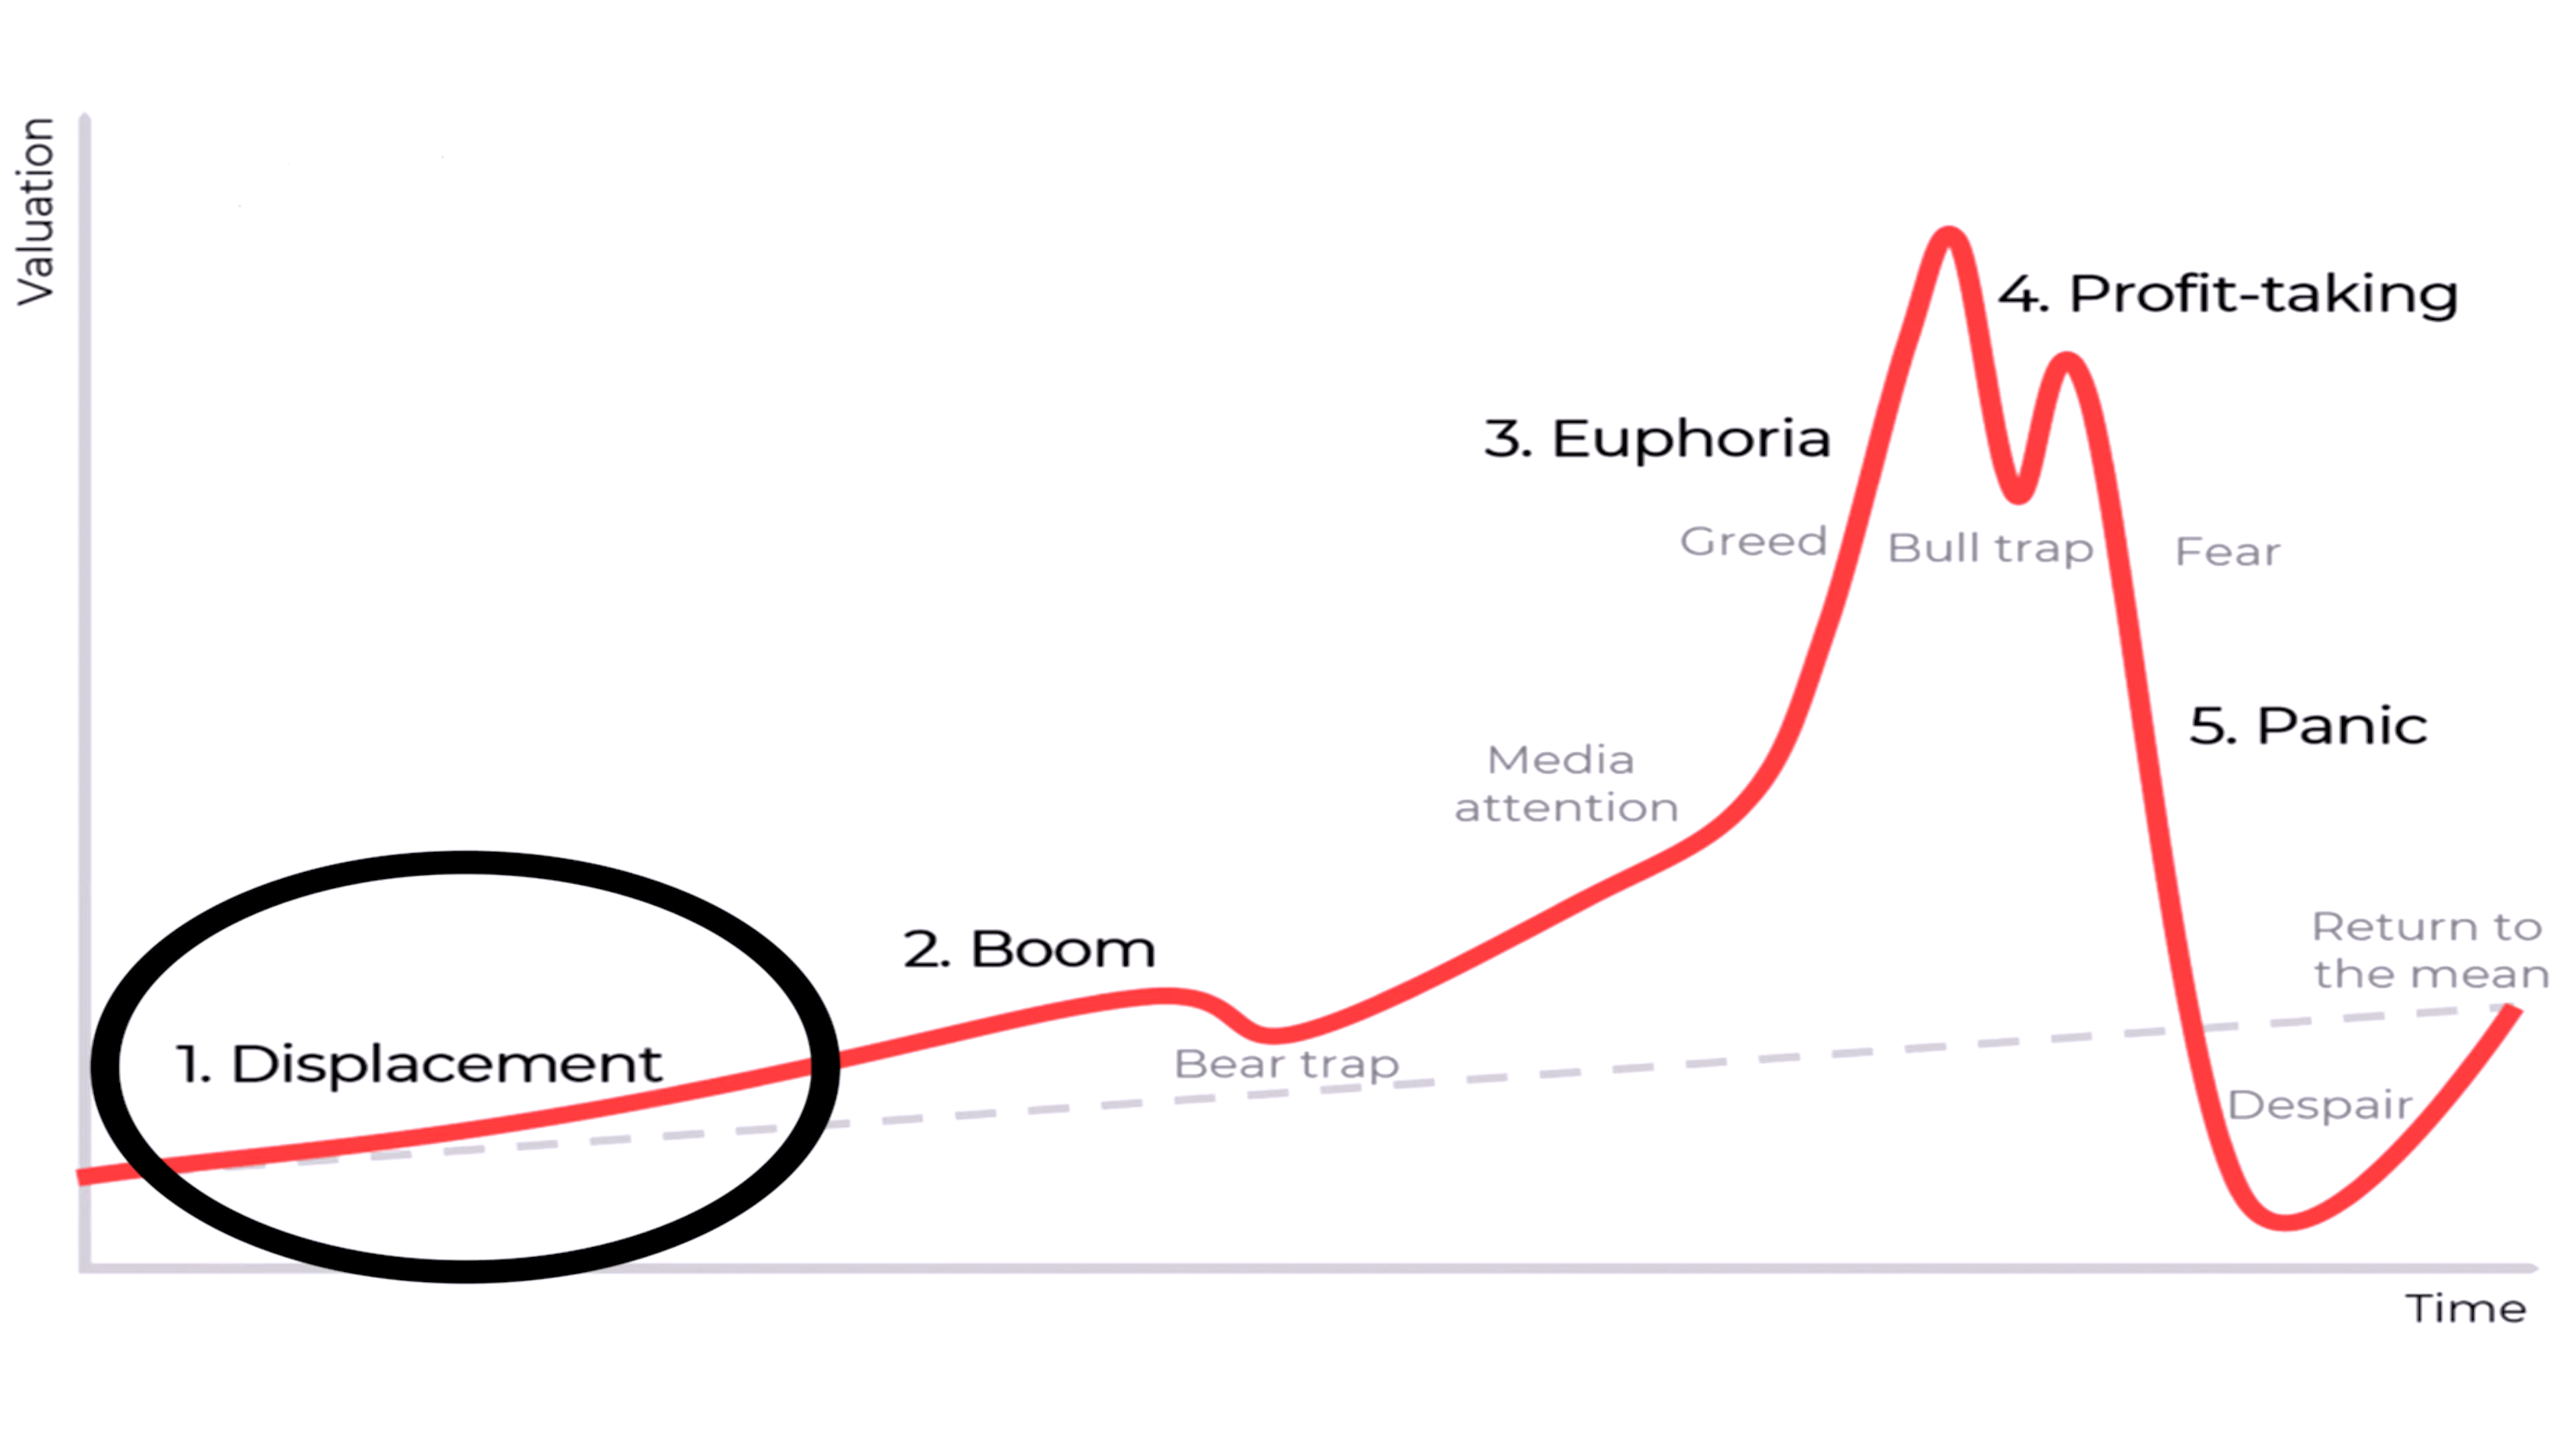 Valuation
4. Profit-taking
3. Euphoria
Greed
Bull trap
Fear
5. Panic
Media
attention
Return to
the mean
2. Boom
1. Displacement
Bear trap
Despair
Time